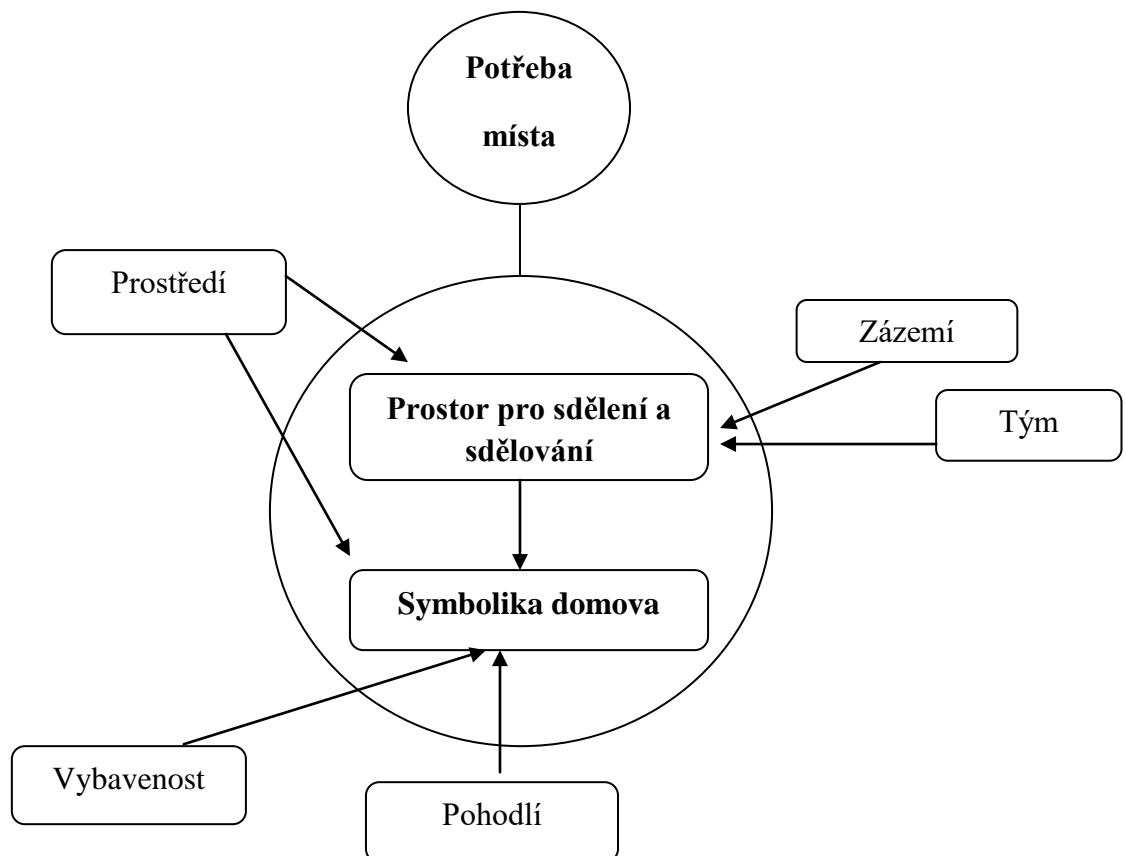 Potřeba
místa
Prostředí
Zázemí
Prostor pro sdělení a
sdělování
Tým
Symbolika domova
Vybavenost
Pohodlí